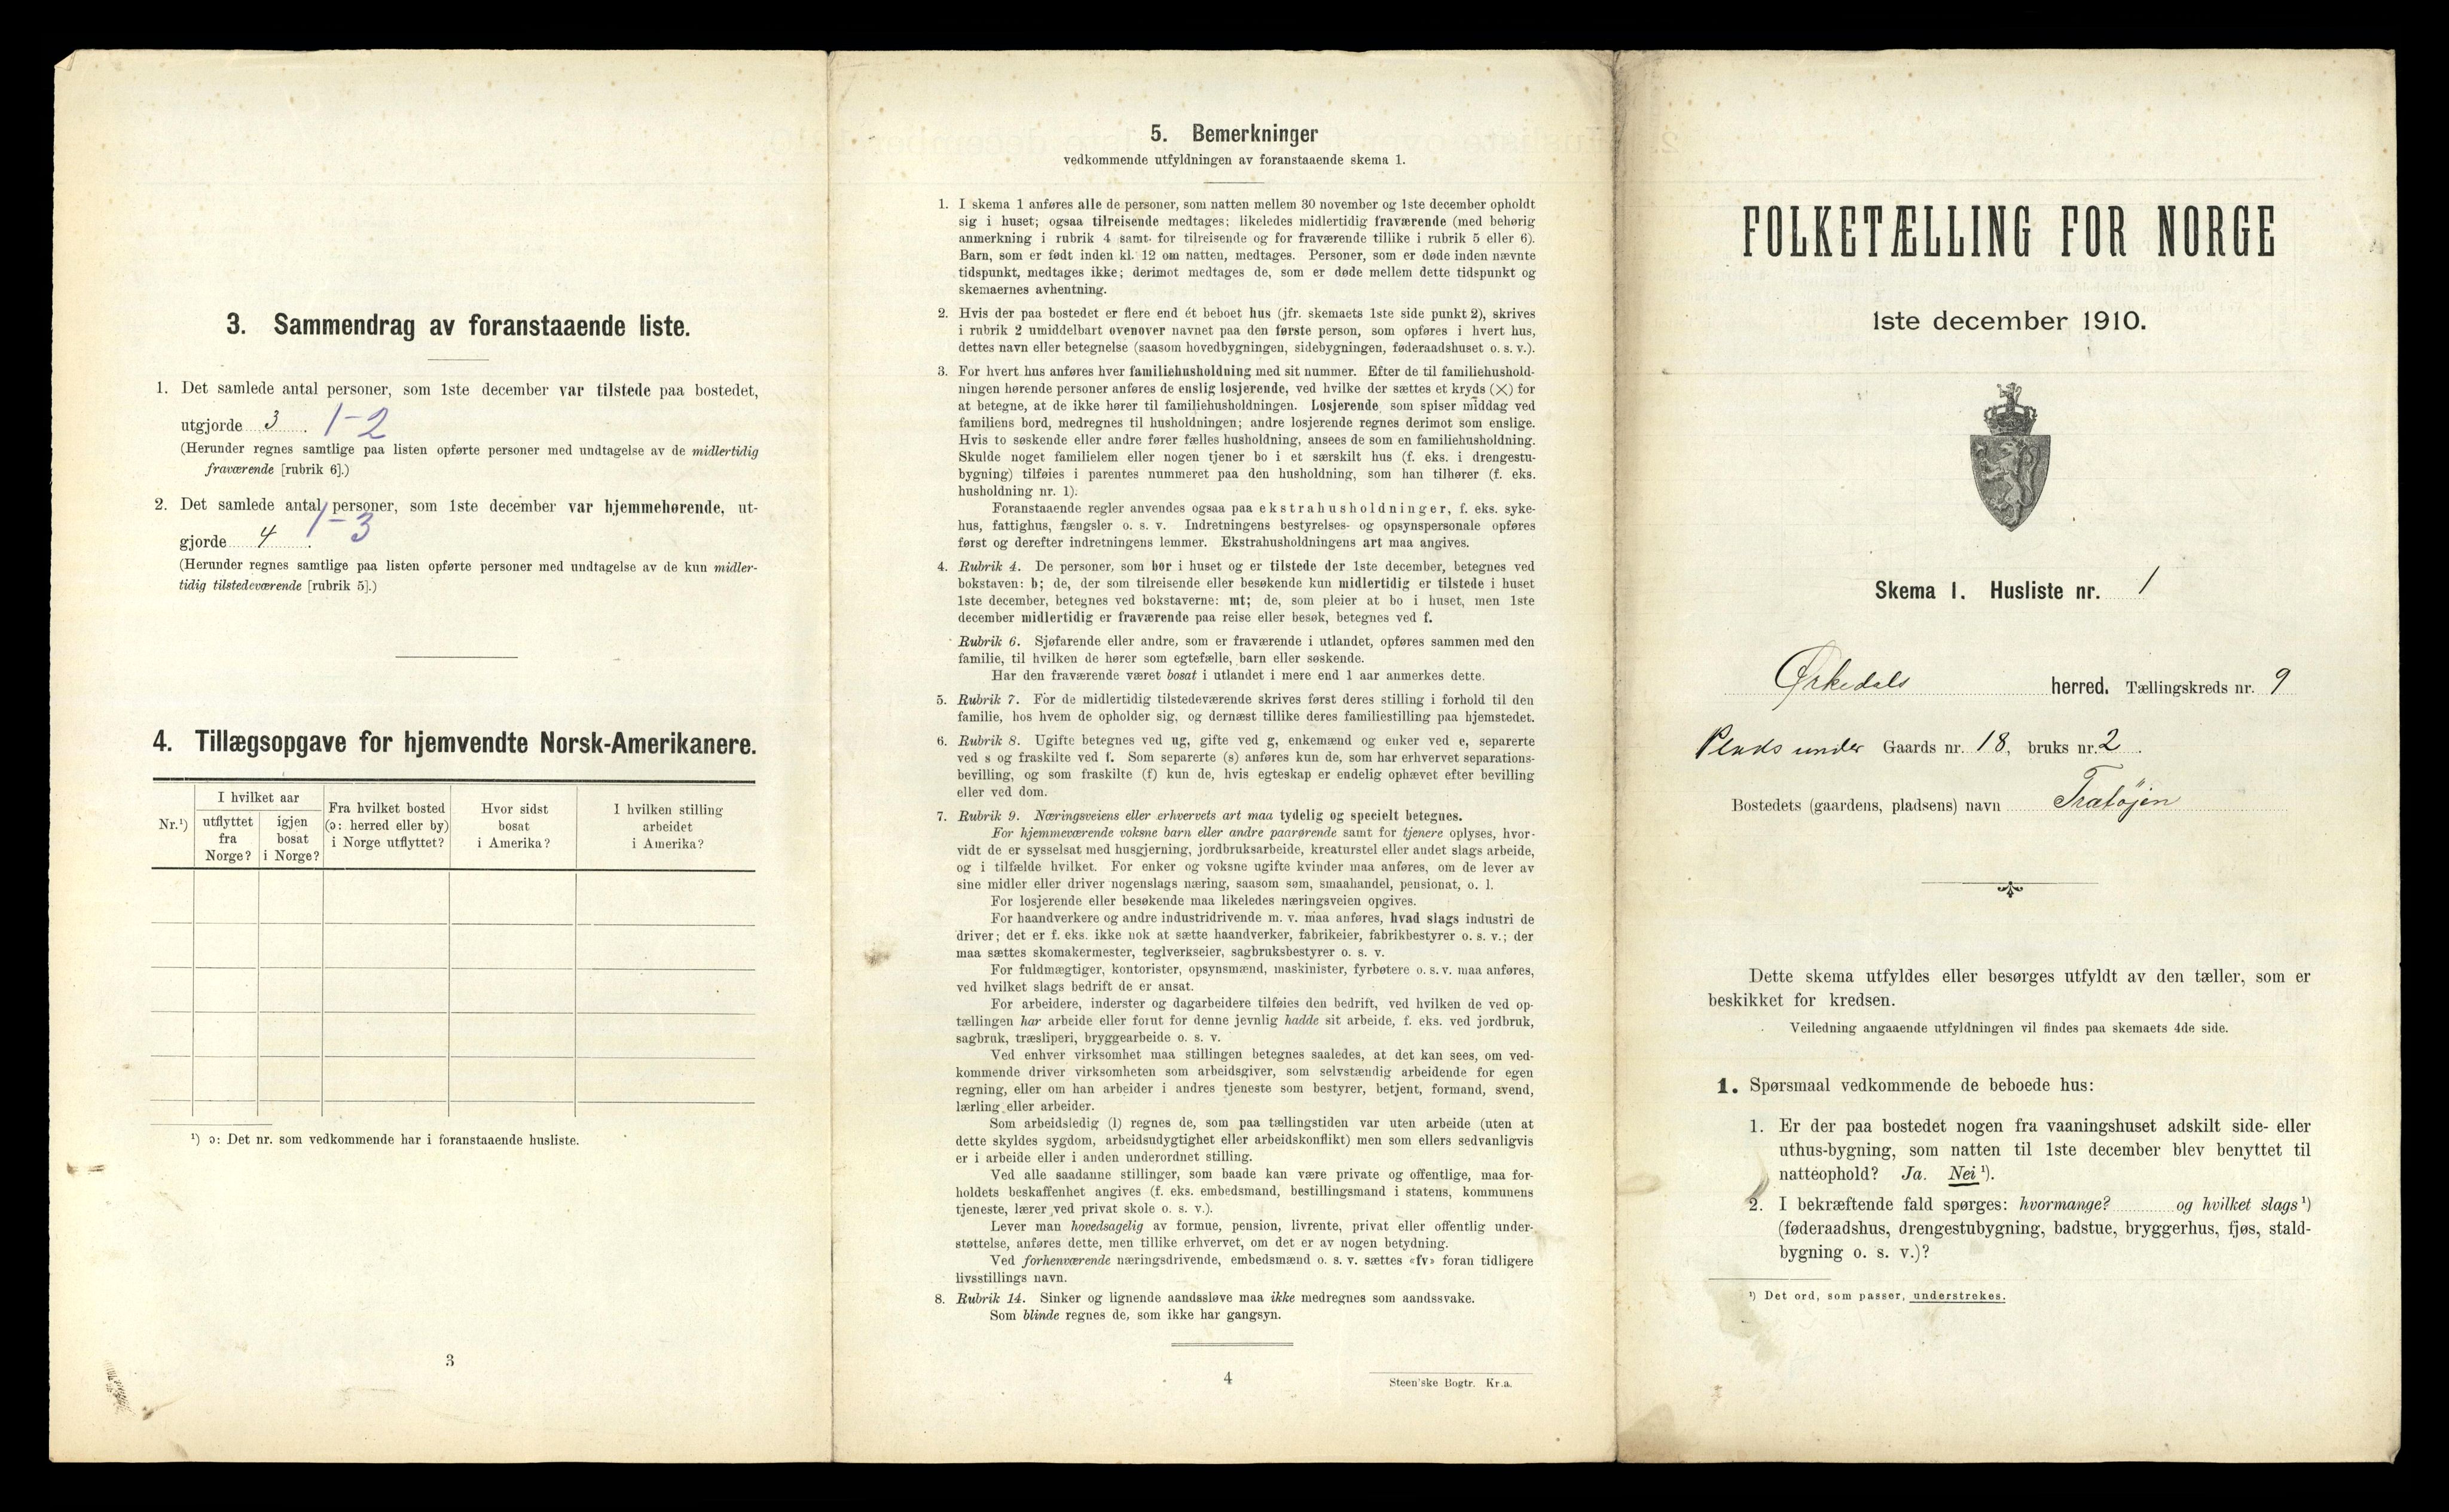 3. Sammendrag av foranstaaende liste.
1. Det samlede antal personer, som 1ste december var tilstede paa bostedet,
utgjorde 3. 1-2
(Herunder regnes samtlige paa listen opførte personer med undtagelse av de midlertidig
fraværende [rubrik 6].)
2. Det samlede antal personer, som 1ste december var hjemmehørende, ut-
gjorde 4. 1-3
(Herunder regnes samtlige paa listen opførte personer med undtagelse av de kun midler-
tidig tilstedeværende [rubrik 5].)
4. Tillægsopgave for hjemvendte Norsk-Amerikanere.
Nr.¹)
I hvilket aar
utflyttet
fra
Norge?
igjen
bosat
i Norge?
Fra hvilket bosted
(ɔ: herred eller by)
i Norge utflyttet?
Hvor sidst
bosat
i Amerika?
I hvilken stilling
arbeidet
i Amerika?
¹) ɔ: Det nr. som vedkommende har i foranstaaende husliste.
3
5. Bemerkninger
vedkommende utfyldningen av foranstaaende skema 1.
1. I skema 1 anføres alle de personer, som natten mellem 30 november og 1ste december opholdt
sig i huset; ogsaa tilreisende medtages; likeledes midlertidig fraværende (med behørig
anmerkning i rubrik 4 samt for tilreisende og for fraværende tillike i rubrik 5 eller 6).
Barn, som er født inden kl. 12 om natten, medtages. Personer, som er døde inden nævnte
tidspunkt, medtages ikke; derimot medtages de, som er døde mellem dette tidspunkt og
skemaernes avhentning.
2. Hvis der paa bostedet er flere end ét beboet hus (jfr. skemaets 1ste side punkt 2), skrives
i rubrik 2 umiddelbart ovenover navnet paa den første person, som opføres i hvert hus,
dettes navn eller betegnelse (saasom hovedbygningen, sidebygningen, føderaadshuset o. s. v.).
3. For hvert hus anføres hver familiehusholdning med sit nummer. Efter de til familiehushold-
ningen hørende personer anføres de enslig losjerende, ved hvilke der sættes et kryds (×) for
at betegne, at de ikke hører til familiehusholdningen. Losjerende som spiser middag ved
familiens bord, medregnes til husholdningen; andre losjerende regnes derimot som enslige.
Hvis to søskende eller andre fører fælles husholdning, ansees de som en familiehusholdning.
Skulde noget familielem eller nogen tjener bo i et særskilt hus (f. eks. i drengestu-
bygning) tilføies i parentes nummeret paa den husholdning, som han tilhører (f. eks.
husholdning nr. 1).
Foranstaaende regler anvendes ogsaa paa ekstrahusholdninger, f. eks. syke-
hus, fattighus, fængsler o. s. v. Indretningens bestyrelses- og opsynspersonale opføres
først og derefter indretningens lemmer. Ekstrahusholdningens art maa angives.
4. Rubrik 4. De personer, som bor i huset og er tilstede der 1ste december, betegnes ved
bokstaven: b; de, der som tilreisende eller besøkende kun midlertidig er tilstede i huset
1ste december, betegnes ved bokstaverne: mt; de, som pleier at bo i huset, men 1ste
december midlertidig er fraværende paa reise eller besøk, betegnes ved f.
Rubrik 6. Sjøfarende eller andre, som er fraværende i utlandet, opføres sammen med den
familie, til hvilken de hører som egtefælle, barn eller søskende.
Har den fraværende været bosat i utlandet i mere end 1 aar anmerkes dette.
5. Rubrik 7. For de midlertidig tilstedeværende skrives først deres stilling i forhold til den
familie, hos hvem de opholder sig, og dernæst tillike deres familiestilling paa hjemstedet.
6. Rubrik 8. Ugifte betegnes ved ug, gifte ved g, enkemænd og enker ved e, separerte
ved s og fraskilte ved f. Som separerte (s) anføres kun de, som har erhvervet separations-
bevilling, og som fraskilte (f) kun de, hvis egteskap er endelig ophævet efter bevilling
eller ved dom.
7. Rubrik 9. Næringsveiens eller erhvervets art maa tydelig og specielt betegnes.
For hjemmeværende voksne barn eller andre paarørende samt for tjenere oplyses, hvor-
vidt de er sysselsat med husgjerning, jordbruksarbeide, kreaturstel eller andet slags arbeide,
og i tilfælde hvilket. For enker og voksne ugifte kvinder maa anføres, om de lever av
sine midler eller driver nogenslags næring, saasom søm, smaahandel, pensionat, o. l.
For losjerende eller besøkende maa likeledes næringsveien opgives.
For haandverkere og andre industridrivende m. v. maa anføres, hvad slags industri de
driver; det er f. eks. ikke nok at sætte haandverker, fabrikeier, fabrikbestyrer o. s. v.; der
maa sættes skomakermester, teglverkseier, sagbruksbestyrer o. s. v.
For fuldmægtiger, kontorister, opsynsmænd, maskinister, fyrbøtere o. s. v. maa anføres,
ved hvilket slags bedrift de er ansat.
For arbeidere, inderster og dagarbeidere tilføies den bedrift, ved hvilken de ved op-
tællingen har arbeide eller forut for denne jevnlig hadde sit arbeide, f. eks. ved jordbruk,
sagbruk, træsliperi, bryggearbeide o. s. v.
Ved enhver virksomhet maa stillingen betegnes saaledes, at det kan sees, om ved-
kommende driver virksomheten som arbeidsgiver, som selvstændig arbeidende for egen
regning, eller om han arbeider i andres tjeneste som bestyrer, betjent, formand, svend,
lærling eller arbeider.
Som arbeidsledig (l) regnes de, som paa tællingstiden var uten arbeide (uten at
dette skyldes sygdom, arbeidsudygtighet eller arbeidskonflikt) men som ellers sedvanligvis
er i arbeide eller i anden underordnet stilling.
Ved alle saadanne stillinger, som baade kan være private og offentlige, maa for-
holdets beskaffenhet angives (f. eks. embedsmand, bestillingsmand i statens, kommunens
tjeneste, lærer ved privat skole o. s. v.).
Lever man hovedsagelig av formue, pension, livrente, privat eller offentlig under-
støttelse, anføres dette, men tillike erhvervet, om det er av nogen betydning.
Ved forhenværende næringsdrivende, embedsmænd o. s. v. sættes «fv» foran tidligere
livsstillings navn.
8. Rubrik 14. Sinker og lignende aandssløve maa ikke medregnes som aandssvake.
Som blinde regnes de, som ikke har gangsyn.
4
Steen'ske Bogtr. Kr.a.
FOLKETÆLLING FOR NORGE
1ste december 1910.
Skema 1. Husliste nr. 1
Ørkedals herred. Tællingskreds nr. 9
Plads under Gaards nr. 18, bruks nr. 2.
Bostedets (gaardens, pladsens) navn Trætöjen
Dette skema utfyldes eller besørges utfyldt av den tæller, som er
beskikket for kredsen.
Veiledning angaaende utfyldningen vil findes paa skemaets 4de side.
1. Spørsmaal vedkommende de beboede hus:
1. Er der paa bostedet nogen fra vaaningshuset adskilt side- eller
uthus-bygning, som natten til 1ste december blev benyttet til
natteophold? Ja. Nei ¹).
2. I bekræftende fald spørges: hvormange? og hvilket slags ¹)
(føderaadshus, drengestubygning, badstue, bryggerhus, fjøs, stald-
bygning o. s. v.)?
¹) Det ord, som passer, understrekes.